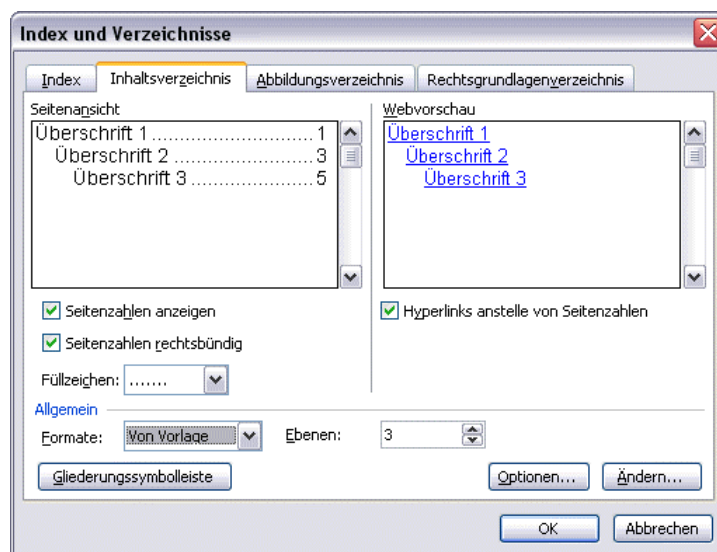 Index und Verzeichnisse
Index Inhaltsverzeichnis Abbildungsverzeichnis Rechtsgrundlagenverzeichnis
Seitenansicht
Überschrift 1 ............................ 1
Überschrift 2 ........................ 3
Überschrift 3 ..................... 5
Webvorschau
Überschrift 1
Überschrift 2
Überschrift 3
Seitenzahlen anzeigen
Seitenzahlen rechtsbündig
Füllzeichen: .......
Hyperlinks anstelle von Seitenzahlen
Allgemein
Formate: Von Vorlage Ebenen: 3
Gliederungssymbolleiste Optionen... Ändern...
OK Abbrechen